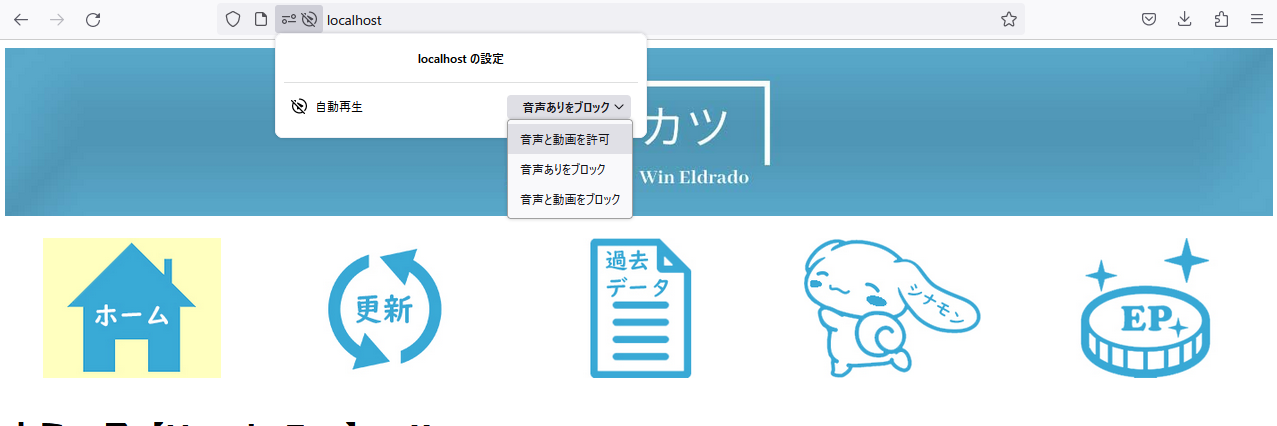 localhost
localhost の設定
自動再生
音声ありをブロック
音声と動画を許可
音声ありをブロック
音声と動画をブロック
カツ
Win Eldrado
ホーム
更新
過去
データ
シナモン
EP